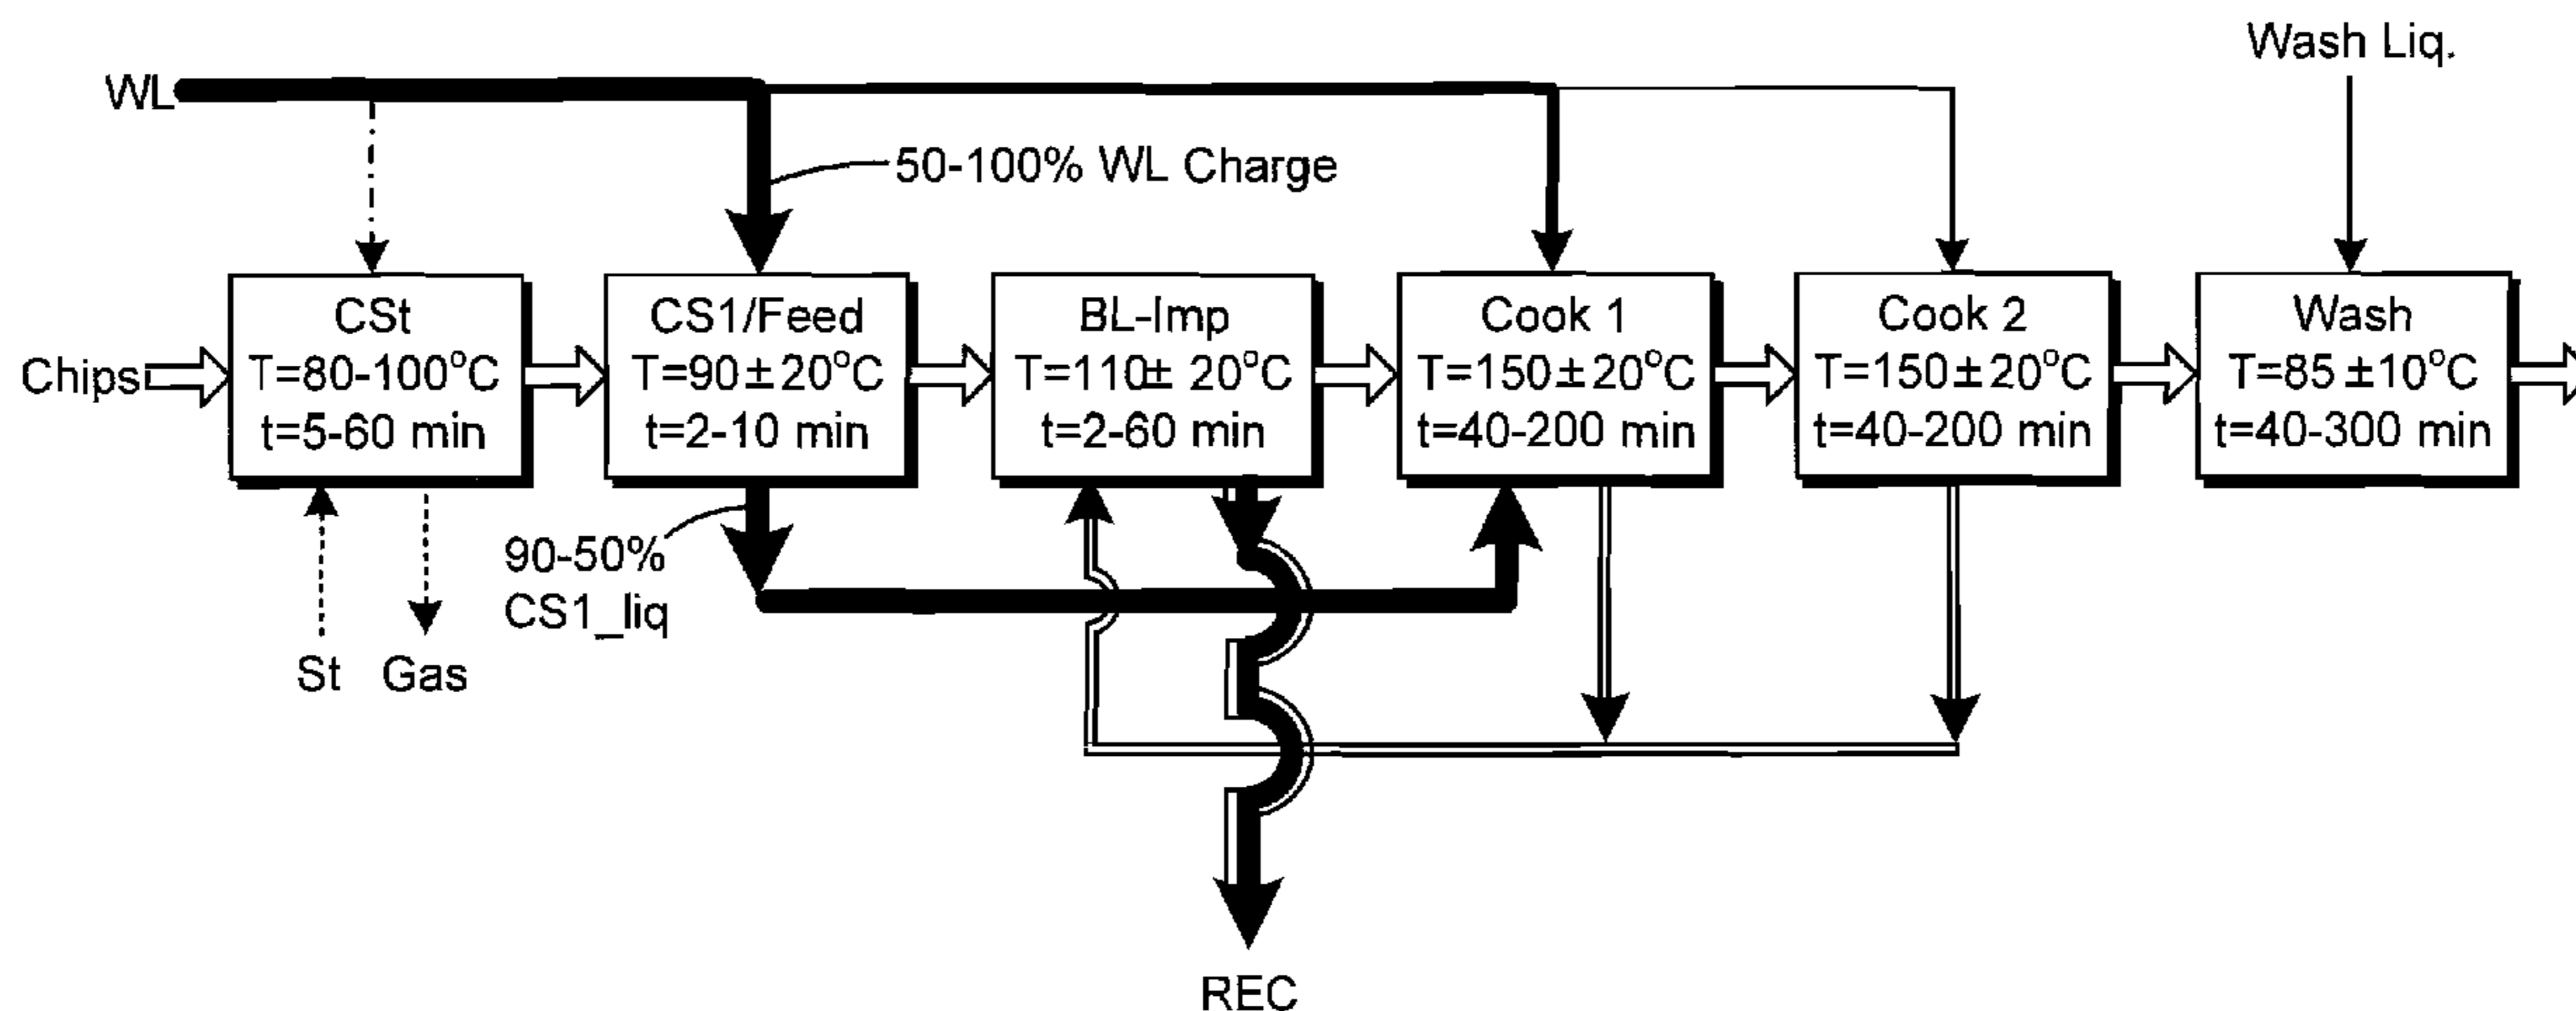 Wash Liq.
WL
50-100% WL Charge
CSt
T=80-100°C
t=5-60 min
CS1/Feed
T=90±20°C
t=2-10 min
BL-Imp
T=110± 20°C
t=2-60 min
Cook 1
T=150±20°C
t=40-200 min
Cook 2
T=150±20°C
t=40-200 min
Wash
T=85±10°C
t=40-300 min
Chips
90-50%
CS1_liq
St
Gas
REC